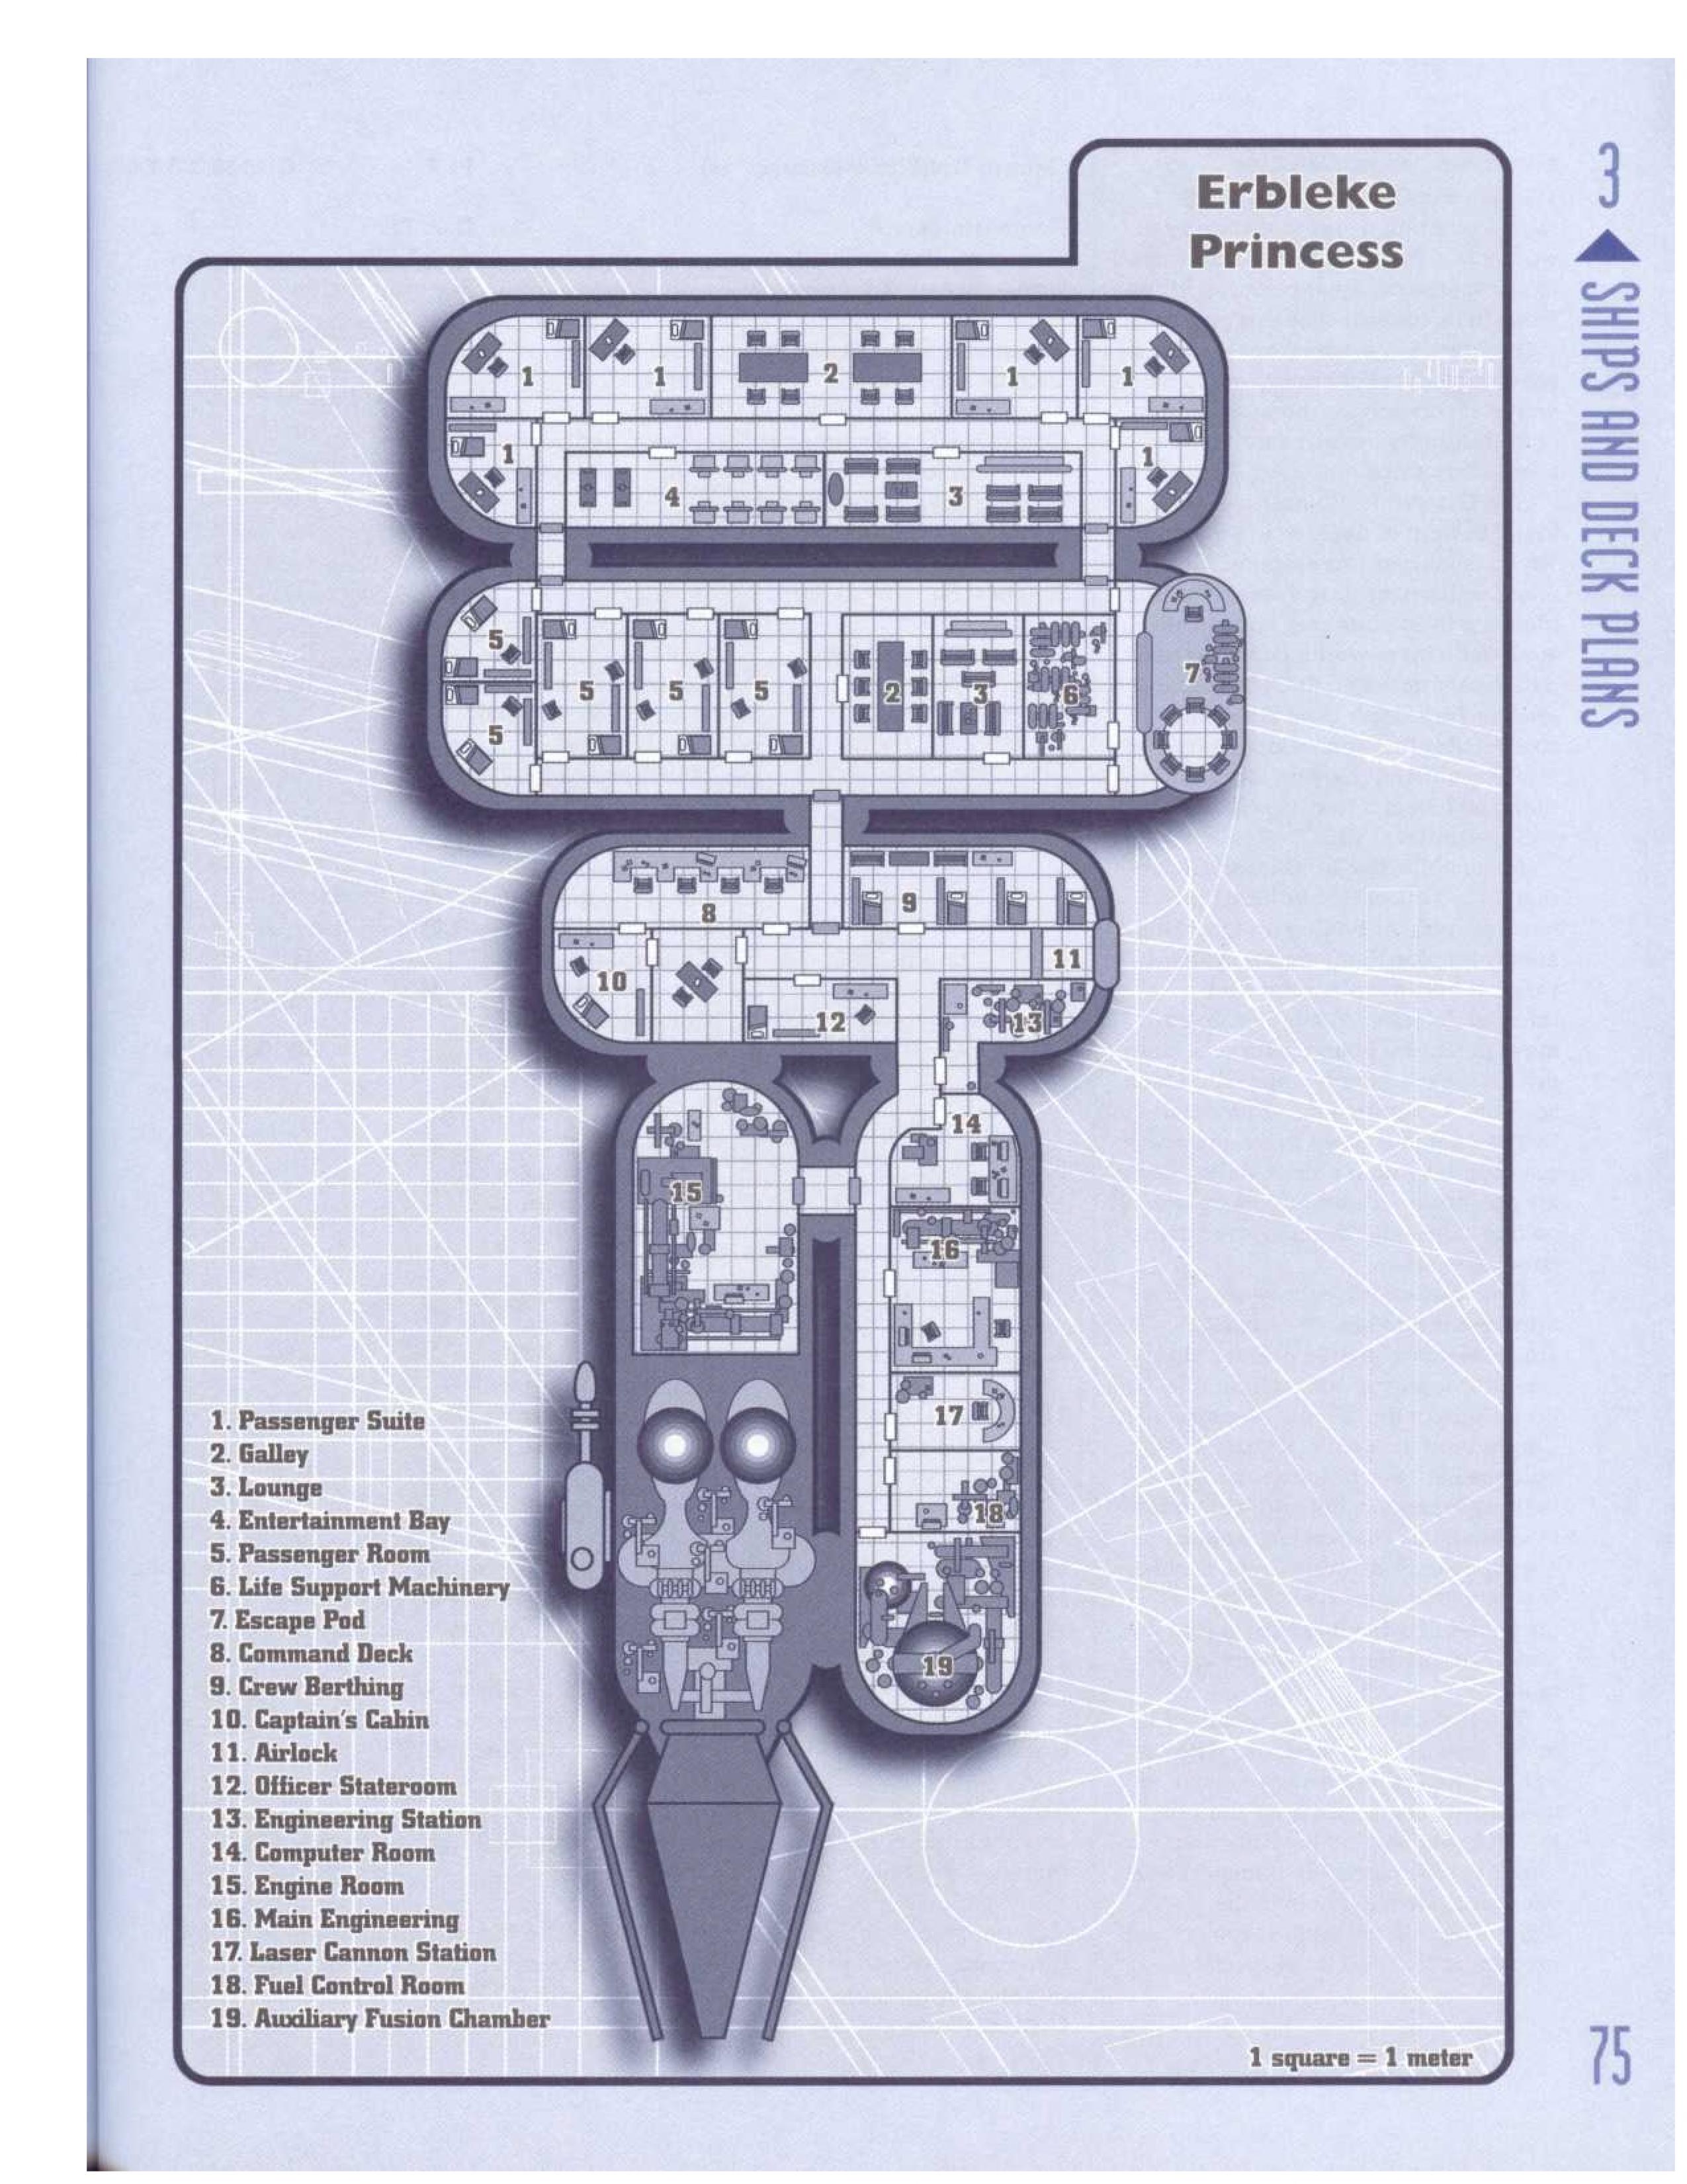 Erbleke
Princess
3 SHIPS AND DECK PLANS
1
1
2
1
1
1
4
3
1
5
5
5
5
2
3
6
7
5
8
9
10
11
12
13
14
15
16
17
18
19
1. Passenger Suite
2. Galley
3. Lounge
4. Entertainment Bay
5. Passenger Room
6. Life Support Machinery
7. Escape Pod
8. Command Deck
9. Crew Berthing
10. Captain's Cabin
11. Airlock
12. Officer Stateroom
13. Engineering Station
14. Computer Room
15. Engine Room
16. Main Engineering
17. Laser Cannon Station
18. Fuel Control Room
19. Auxiliary Fusion Chamber
1 square = 1 meter
75